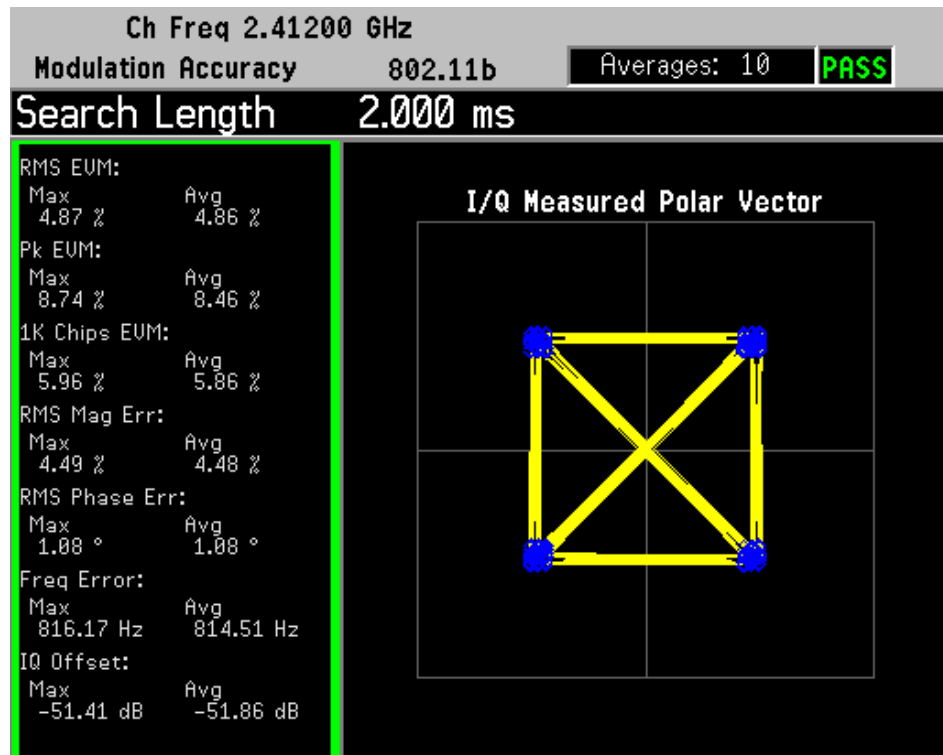 Ch Freq 2.41200 GHz
Modulation Accuracy 802.11b Averages: 10 PASS
Search Length 2.000 ms
RMS EVM:
Max Avg
4.87 % 4.86 %
Pk EVM:
Max Avg
8.74 % 8.46 %
1K Chips EVM:
Max Avg
5.96 % 5.86 %
RMS Mag Err:
Max Avg
4.49 % 4.48 %
RMS Phase Err:
Max Avg
1.08 ° 1.08 °
Freq Error:
Max Avg
816.17 Hz 814.51 Hz
IQ Offset:
Max Avg
-51.41 dB -51.86 dB
I/Q Measured Polar Vector